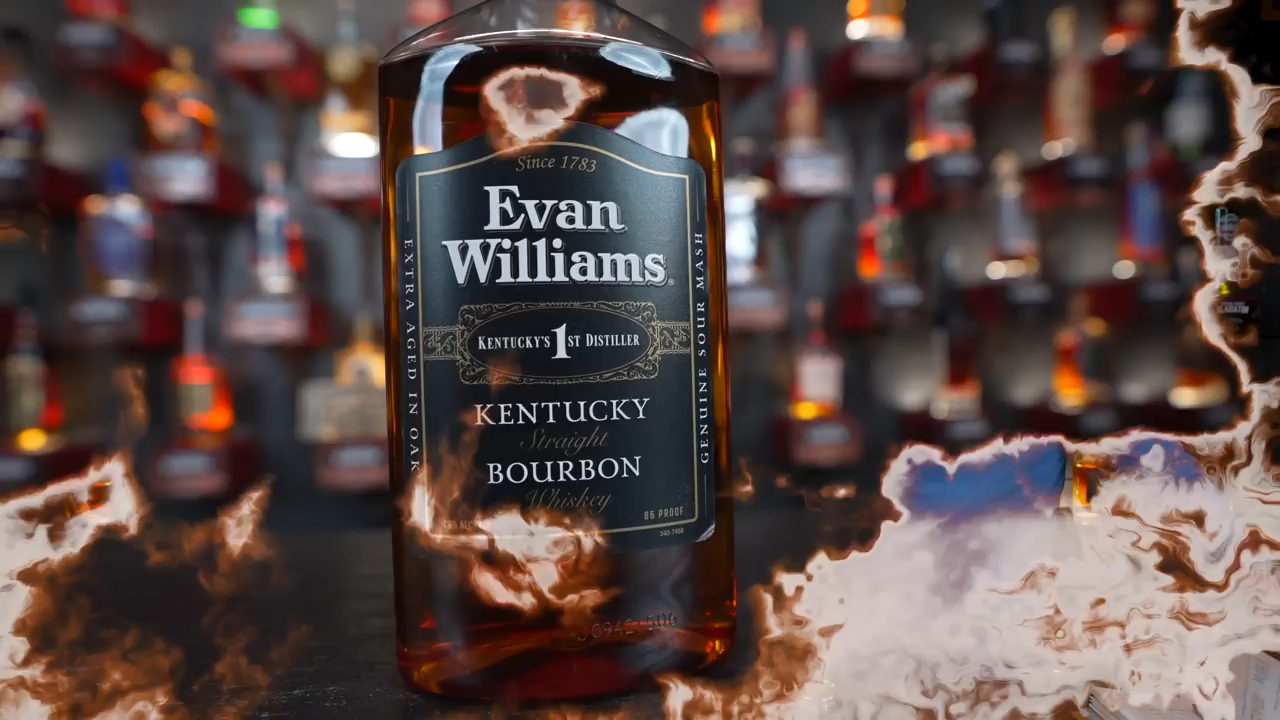 Since 1783
Evan
Williams.
EXTRA AGED IN OAK
GENUINE SOUR MASH
KENTUCKY'S 1ST DISTILLER
KENTUCKY
Straight
BOURBON
Whiskey
86 PROOF